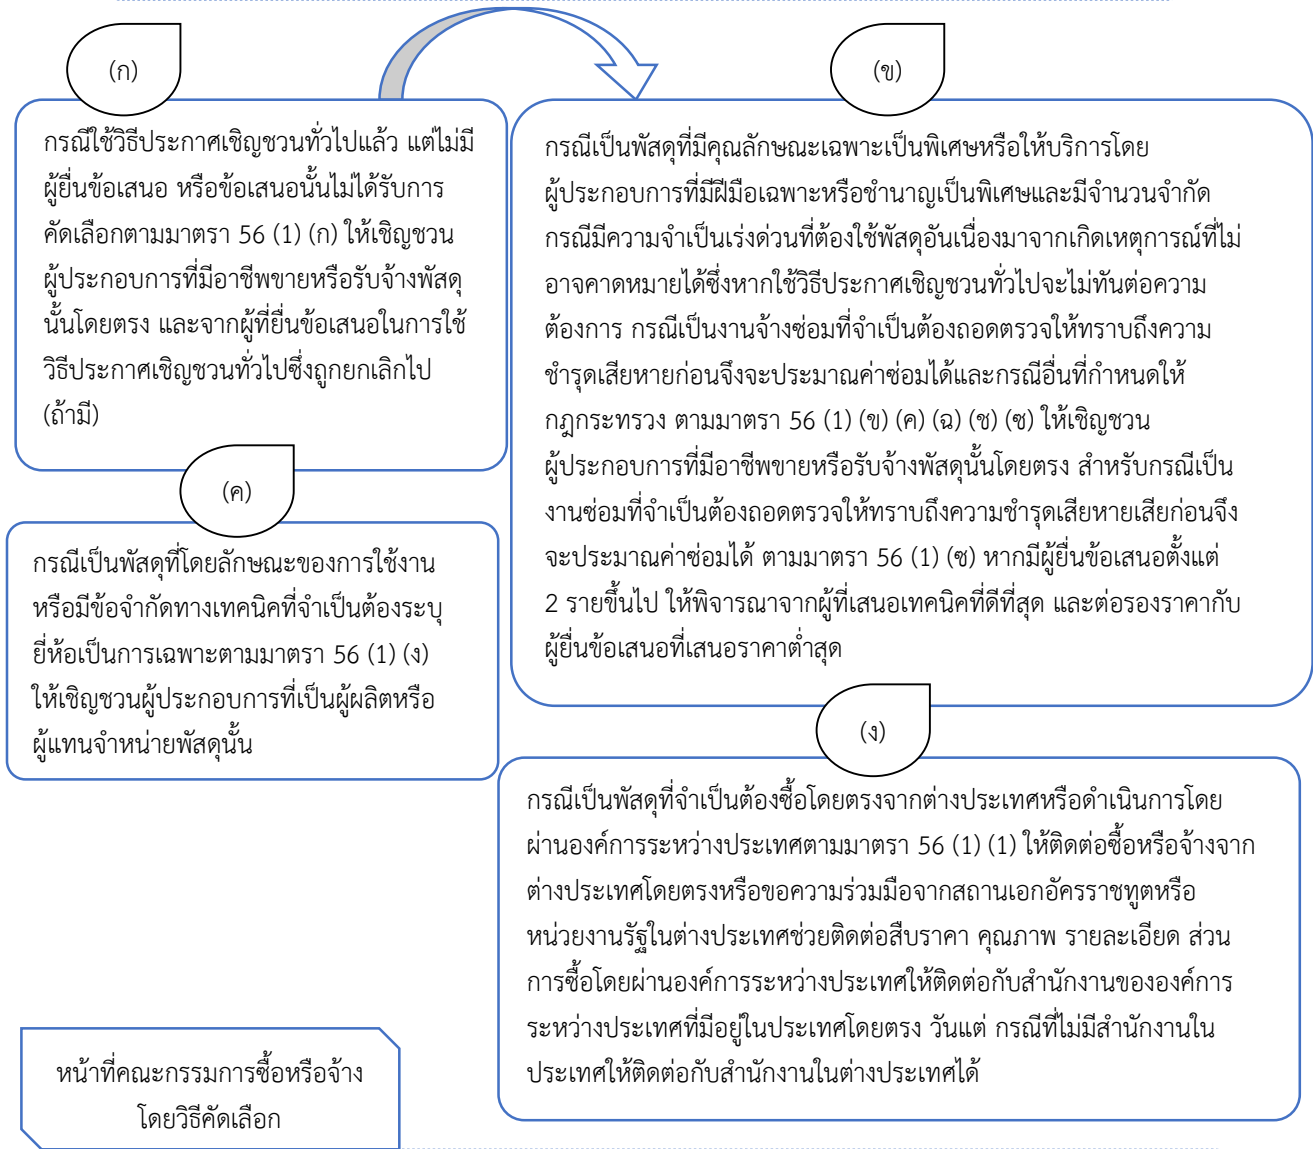 (ก)
กรณีใช้วิธีประกาศเชิญชวนทั่วไปแล้ว แต่ไม่มี
ผู้ยื่นข้อเสนอ หรือข้อเสนอนั้นไม่ได้รับการ
คัดเลือกตามมาตรา 56 (1) (ก) ให้เชิญชวน
ผู้ประกอบการที่มีอาชีพขายหรือรับจ้างพัสดุ
นั้นโดยตรง และจากผู้ที่ยื่นข้อเสนอในการใช้
วิธีประกาศเชิญชวนทั่วไปซึ่งถูกยกเลิกไป
(ถ้ามี)
(ข)
กรณีเป็นพัสดุที่มีคุณลักษณะเฉพาะเป็นพิเศษหรือให้บริการโดย
ผู้ประกอบการที่มีฝีมือเฉพาะหรือชำนาญเป็นพิเศษและมีจำนวนจำกัด
กรณีมีความจำเป็นเร่งด่วนที่ต้องใช้พัสดุอันเนื่องมาจากเกิดเหตุการณ์ที่ไม่
อาจคาดหมายได้ซึ่งหากใช้วิธีประกาศเชิญชวนทั่วไปจะไม่ทันต่อความ
ต้องการ กรณีเป็นงานจ้างซ่อมที่จำเป็นต้องถอดตรวจให้ทราบถึงความ
ชำรุดเสียหายก่อนจึงจะประมาณค่าซ่อมได้และกรณีอื่นที่กำหนดให้
กฎกระทรวง ตามมาตรา 56 (1) (ข) (ค) (ฉ) (ช) (ซ) ให้เชิญชวน
ผู้ประกอบการที่มีอาชีพขายหรือรับจ้างพัสดุนั้นโดยตรง สำหรับกรณีเป็น
งานซ่อมที่จำเป็นต้องถอดตรวจให้ทราบถึงความชำรุดเสียหายเสียก่อนจึง
จะประมาณค่าซ่อมได้ ตามมาตรา 56 (1) (ซ) หากมีผู้ยื่นข้อเสนอตั้งแต่
2 รายขึ้นไป ให้พิจารณาจากผู้ที่เสนอเทคนิคที่ดีที่สุด และต่อรองราคากับ
ผู้ยื่นข้อเสนอที่เสนอราคาต่ำสุด
(ค)
กรณีเป็นพัสดุที่โดยลักษณะของการใช้งาน
หรือมีข้อจำกัดทางเทคนิคที่จำเป็นต้องระบุ
ยี่ห้อเป็นการเฉพาะตามมาตรา 56 (1) (ง)
ให้เชิญชวนผู้ประกอบการที่เป็นผู้ผลิตหรือ
ผู้แทนจำหน่ายพัสดุนั้น
(ง)
กรณีเป็นพัสดุที่จำเป็นต้องซื้อโดยตรงจากต่างประเทศหรือดำเนินการโดย
ผ่านองค์การระหว่างประเทศตามมาตรา 56 (1) (1) ให้ติดต่อซื้อหรือจ้างจาก
ต่างประเทศโดยตรงหรือขอความร่วมมือจากสถานเอกอัครราชทูตหรือ
หน่วยงานรัฐในต่างประเทศช่วยติดต่อสืบราคา คุณภาพ รายละเอียด ส่วน
การซื้อโดยผ่านองค์การระหว่างประเทศให้ติดต่อกับสำนักงานขององค์การ
ระหว่างประเทศที่มีอยู่ในประเทศโดยตรง วันแต่ กรณีที่ไม่มีสำนักงานใน
ประเทศให้ติดต่อกับสำนักงานในต่างประเทศได้
หน้าที่คณะกรรมการซื้อหรือจ้าง
โดยวิธีคัดเลือก